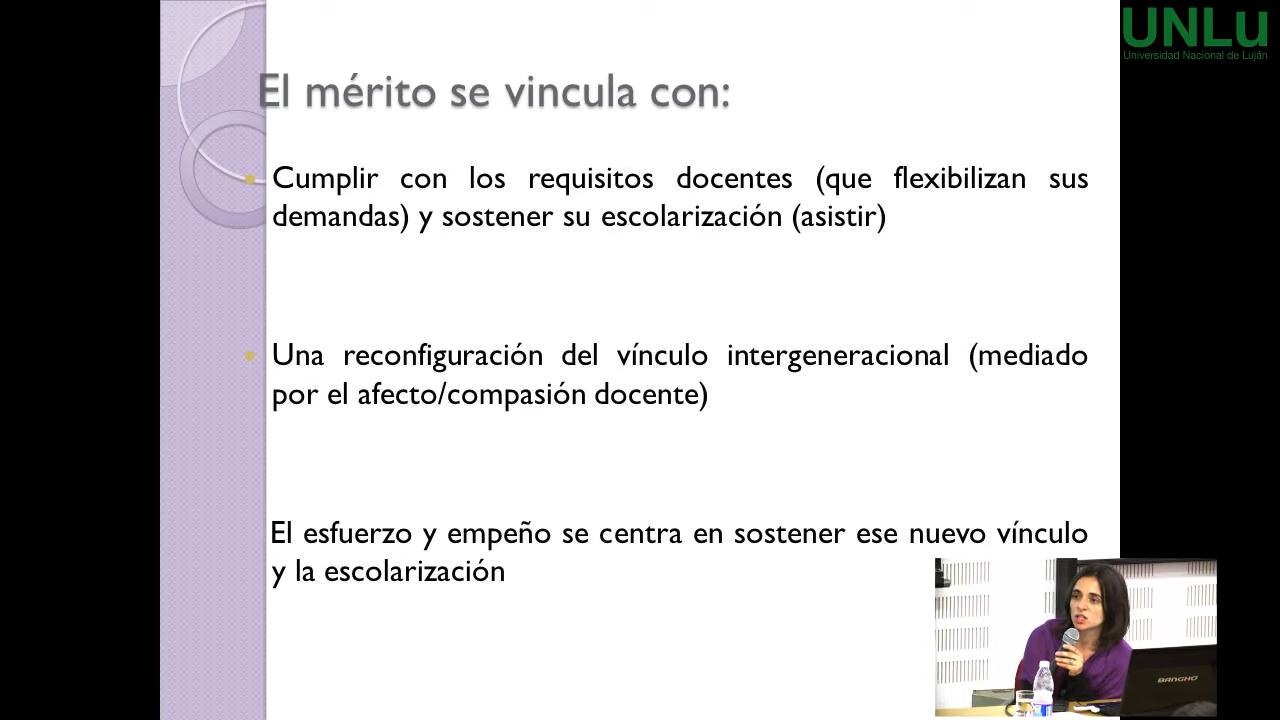 UNLu
Universidad Nacional de Luján
El mérito se vincula con:
Cumplir con los requisitos docentes (que flexibilizan sus
demandas) y sostener su escolarización (asistir)
Una reconfiguración del vínculo intergeneracional (mediado
por el afecto/compasión docente)
El esfuerzo y empeño se centra en sostener ese nuevo vínculo
y la escolarización
BANGHO